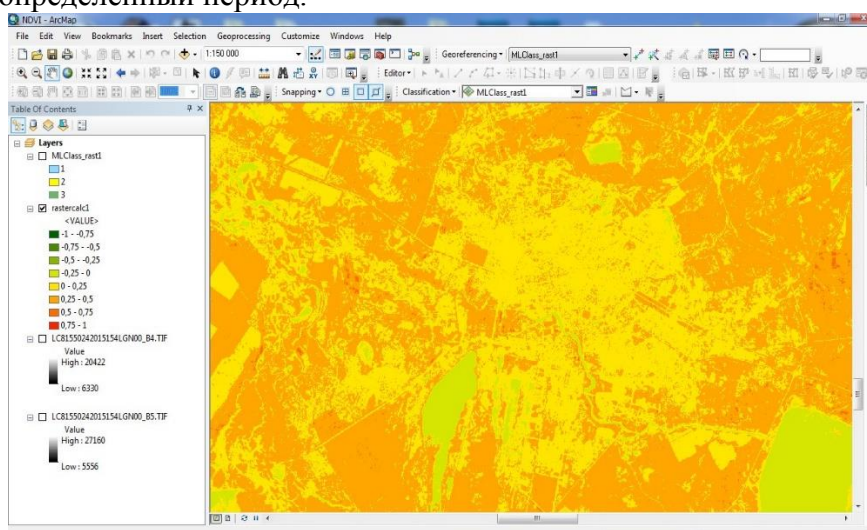 определенный период.
NDVI - ArcMap
File Edit View Bookmarks Insert Selection Geoprocessing Customize Windows Help
1:150 000
Georeferencing
MLClass_rast1
Editor
Snapping
Classification
MLClass_rast1
Table Of Contents
Layers
MLClass_rast1
1
2
3
rastercalc1
<VALUE>
-1 - -0,75
-0,75 - -0,5
-0,5 - -0,25
-0,25 - 0
0 - 0,25
0,25 - 0,5
0,5 - 0,75
0,75 - 1
LC81550242015154LGN00_B4.TIF
Value
High : 20422
Low : 6330
LC81550242015154LGN00_B5.TIF
Value
High : 27160
Low : 5556